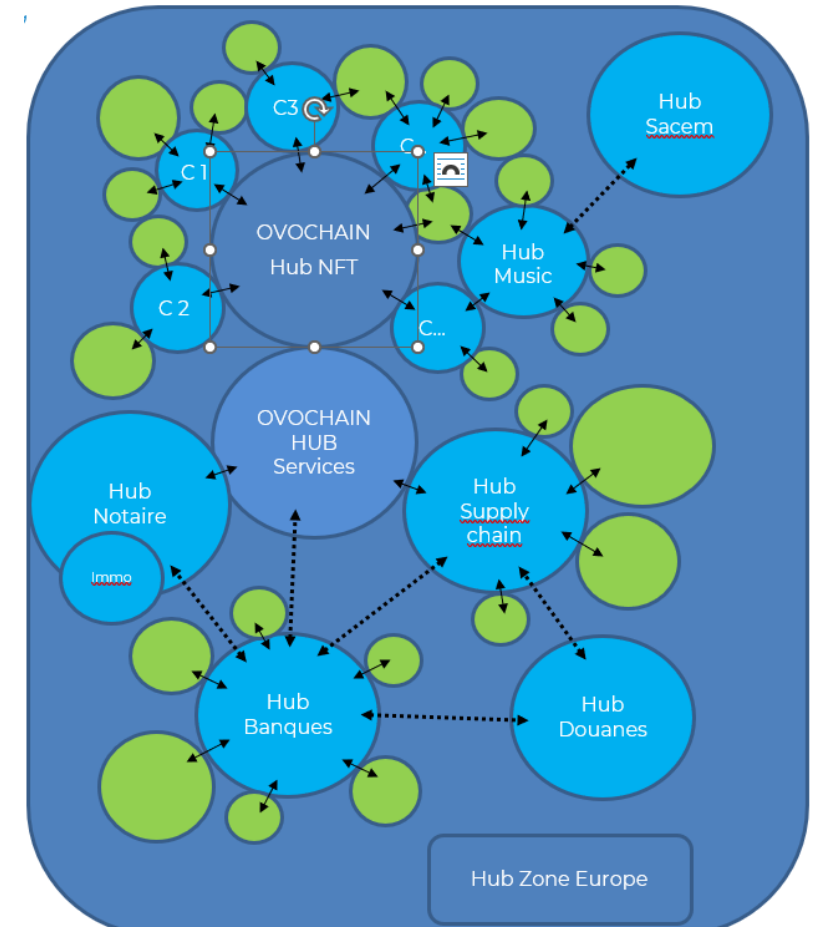 C3
Hub
Sacem
C
C 1
OVOCHAIN
Hub NFT
Hub
Music
C 2
C...
OVOCHAIN
HUB
Services
Hub
Notaire
Hub
Supply
chain
Immo
Hub
Banques
Hub
Douanes
Hub Zone Europe